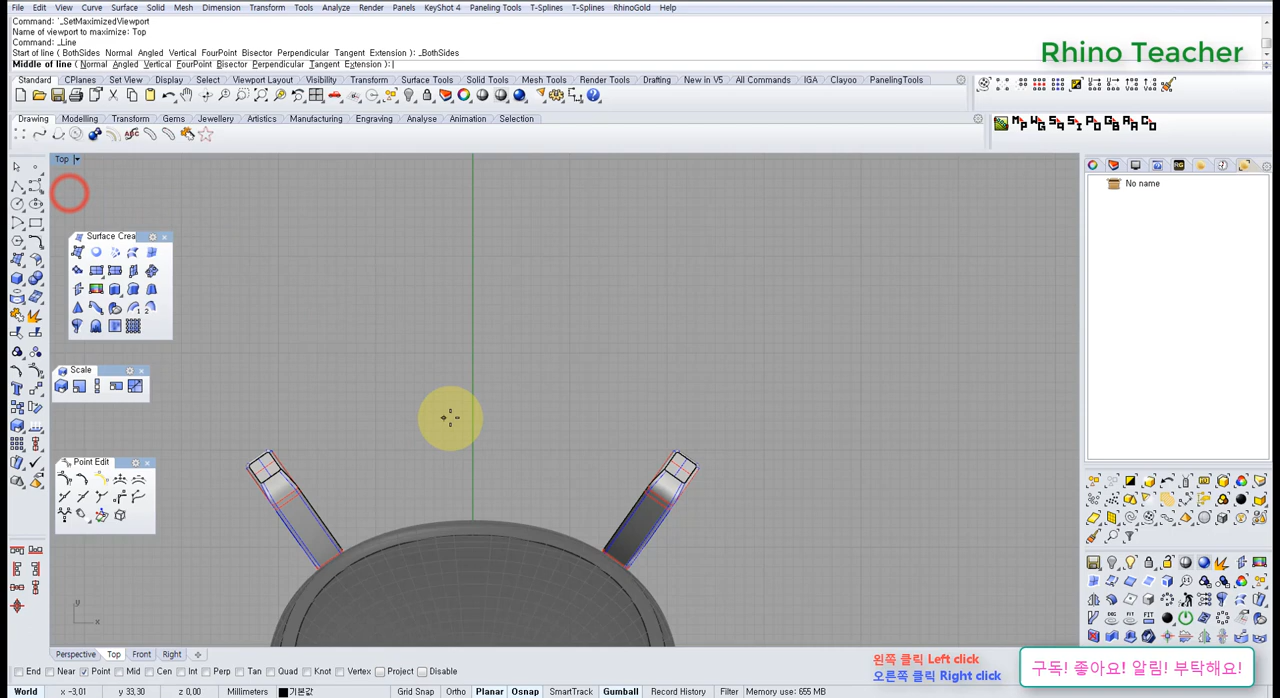 File Edit View Curve Surface Solid Mesh Dimension Transform Tools Analyze Render Panels KeyShot 4 Paneling Tools T-Splines T-Splines RhinoGold Help
Command: '_SetMaximizedViewport
Name of viewport to maximize: Top
Command: _Line
Start of line ( BothSides Normal Angled Vertical FourPoint Bisector Perpendicular Tangent Extension ): _BothSides
Middle of line ( Normal Angled Vertical FourPoint Bisector Perpendicular Tangent Extension ):
Rhino Teacher
Standard CPlanes Set View Display Select Viewport Layout Visibility Transform Surface Tools Solid Tools Mesh Tools Render Tools Drafting New in V5 All Commands IGA Clayoo PanelingTools
Drawing Modelling Transform Gems Jewellery Artistics Manufacturing Engraving Analyse Animation Selection
Top
No name
Surface Crea
Scale
Point Edit
y
x
Perspective Top Front Right
End Near Point Mid Cen Int Perp Tan Quad Knot Vertex Project Disable
왼쪽 클릭 Left click
오른쪽 클릭 Right click
구독! 좋아요! 알림! 부탁해요!
World x -3.01 y 33.30 z 0.00 Millimeters 기본값 Grid Snap Ortho Planar Osnap SmartTrack Gumball Record History Filter Memory use: 655 MB